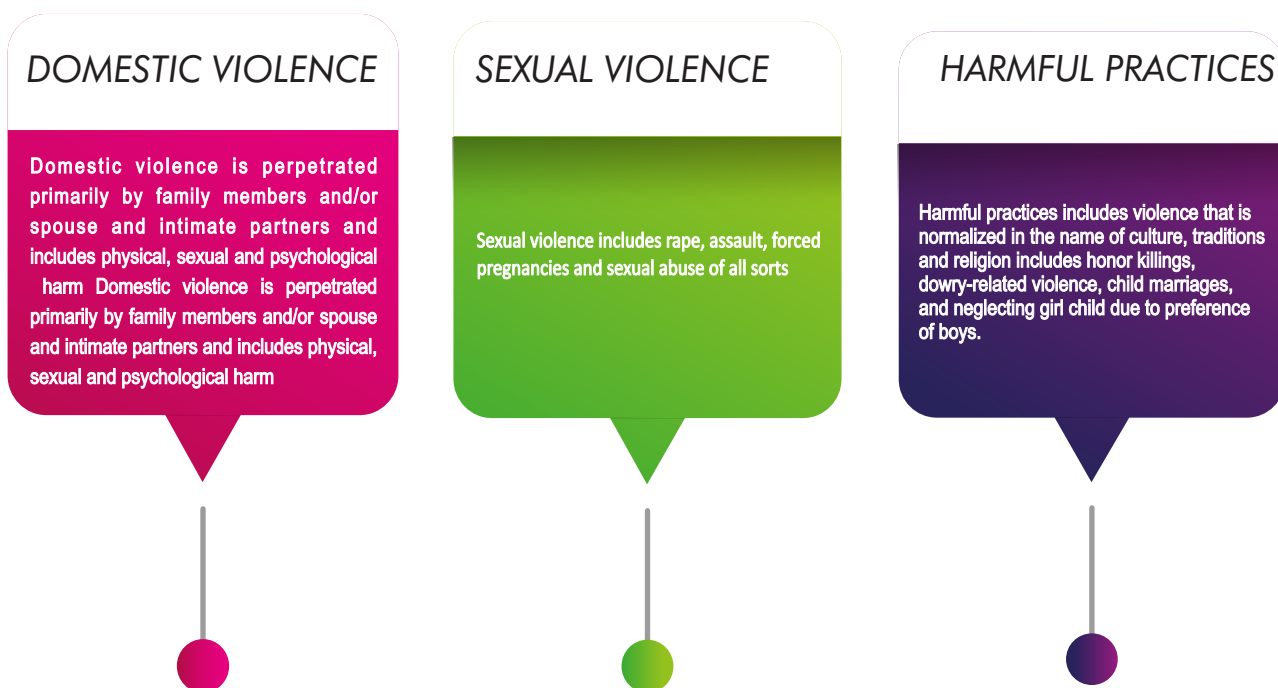 DOMESTIC VIOLENCE
Domestic violence is perpetrated
primarily by family members and/or
spouse and intimate partners and
includes physical, sexual and psychological
harm Domestic violence is perpetrated
primarily by family members and/or spouse
and intimate partners and includes physical,
sexual and psychological harm
SEXUAL VIOLENCE
Sexual violence includes rape, assault, forced
pregnancies and sexual abuse of all sorts
HARMFUL PRACTICES
Harmful practices includes violence that is
normalized in the name of culture, traditions
and religion includes honor killings,
dowry-related violence, child marriages,
and neglecting girl child due to preference
of boys.